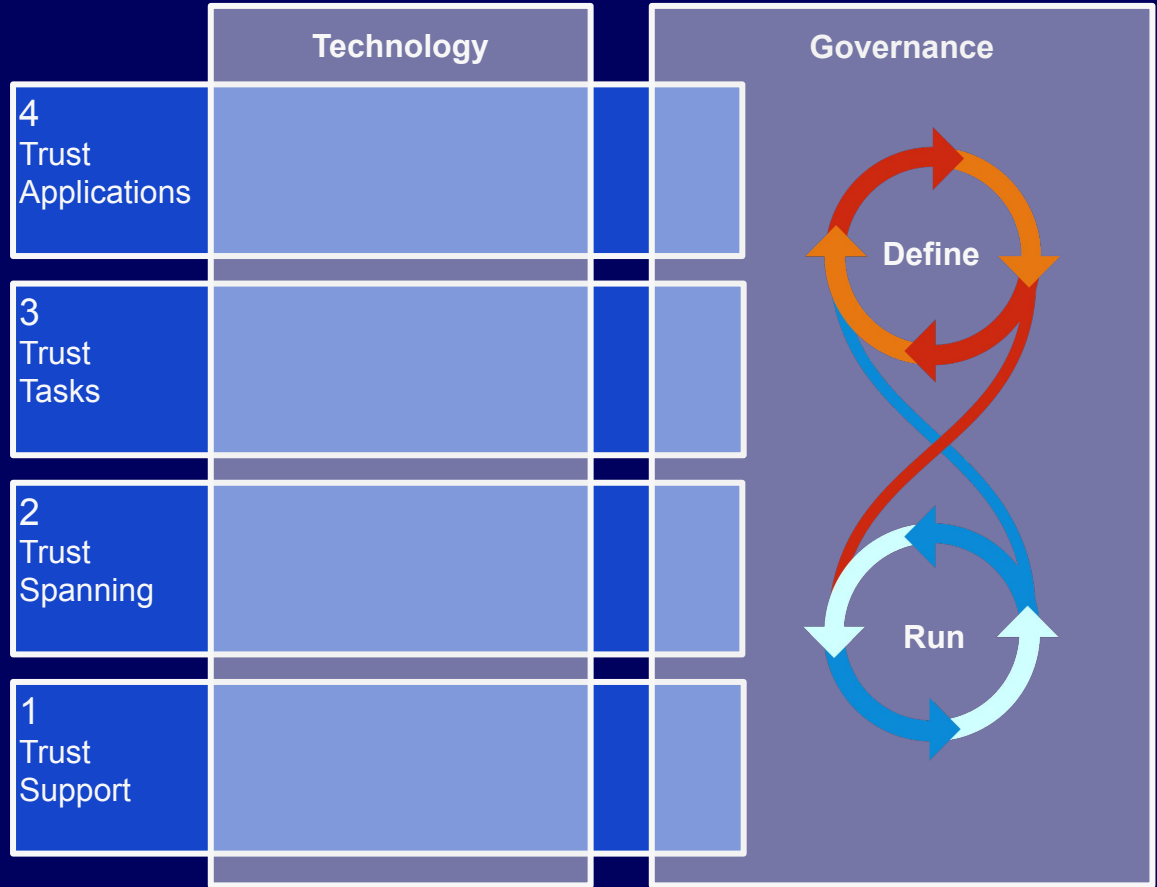 Technology
Governance
4
Trust
Applications
Define
3
Trust
Tasks
2
Trust
Spanning
Run
1
Trust
Support